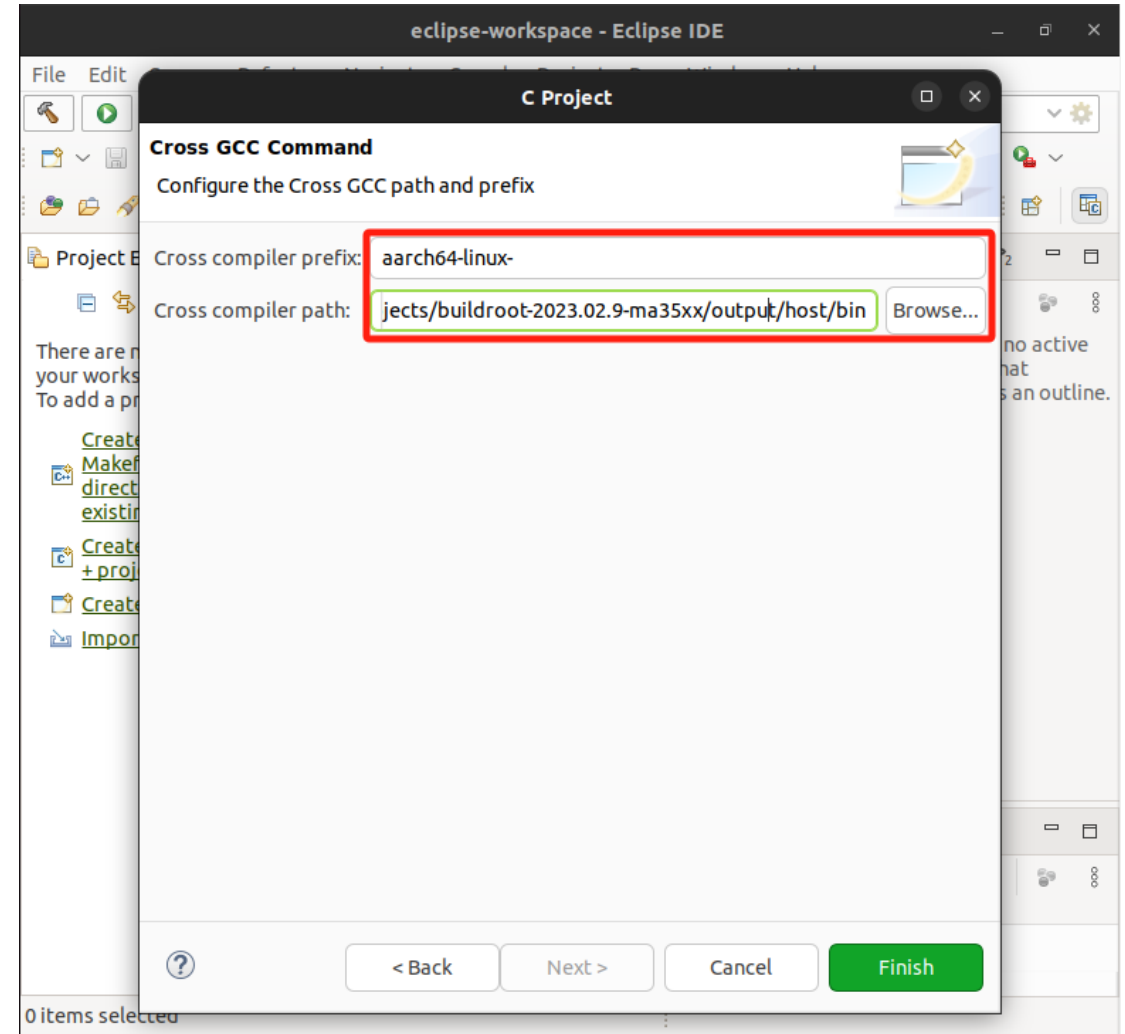 eclipse-workspace - Eclipse IDE
File Edit
C Project
Cross GCC Command
Configure the Cross GCC path and prefix
Project E
Cross compiler prefix: aarch64-linux-
Cross compiler path: jects/buildroot-2023.02.9-ma35xx/output/host/bin Browse...
There are n
your works
To add a pr
no active
hat
s an outline.
Create
Makef
direct
existin
Create
+ proj
Create
Impor
< Back Next > Cancel Finish
0 items selected